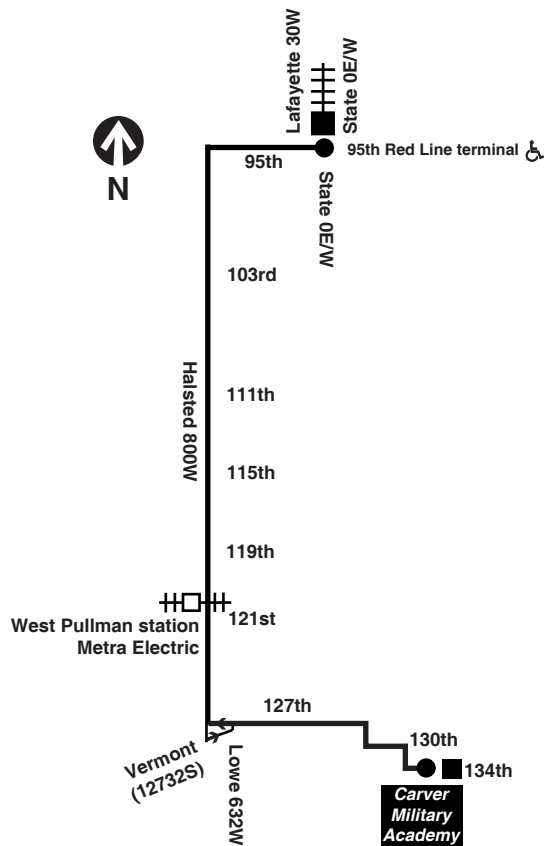 Lafayette 30W
State 0E/W
N
95th
95th Red Line terminal
State 0E/W
103rd
Halsted 800W
111th
115th
119th
121st
West Pullman station
Metra Electric
127th
Vermont
(12732S)
Lowe 632W
130th
134th
Carver
Military
Academy